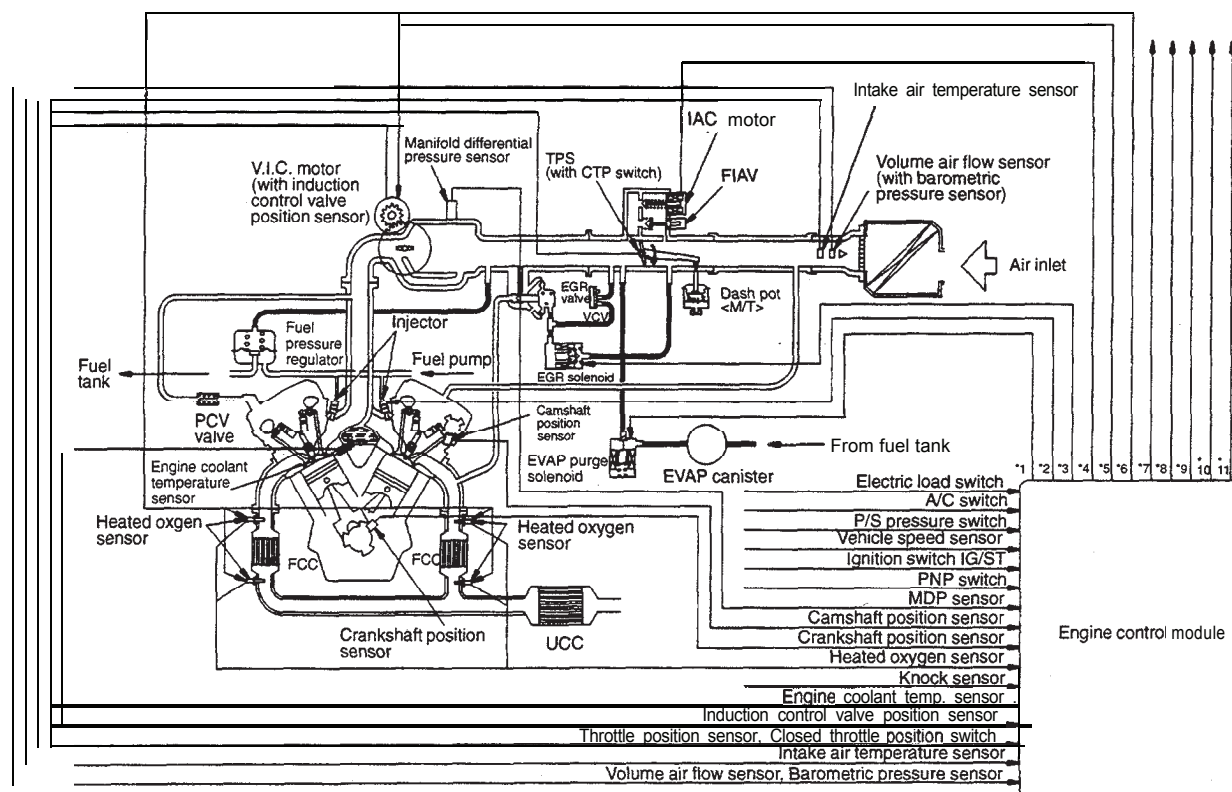 Intake air temperature sensor
IAC motor
Manifold differential
pressure sensor
TPS
(with CTP switch)
FIAV
Volume air flow sensor
(with barometric
pressure sensor)
V.I.C. motor
(with induction
control valve
position sensor)
Air inlet
EGR
valve
VCV
Dash pot
<M/T>
Injector
Fuel
pressure
regulator
Fuel pump
Fuel
tank
EGR solenoid
PCV
valve
Camshaft
position
sensor
From fuel tank
EVAP purge
solenoid
EVAP canister
Engine coolant
temperature
sensor
*1 *2 *3 *4 *5 *6 *7 *8 *9 *10 *11
Electric load switch
A/C switch
P/S pressure switch
Vehicle speed sensor
Ignition switch IG/ST
PNP switch
MDP sensor
Camshaft position sensor
Crankshaft position sensor
Heated oxygen sensor
Knock sensor
Engine coolant temp. sensor
Induction control valve position sensor
Throttle position sensor, Closed throttle position switch
Intake air temperature sensor
Volume air flow sensor, Barometric pressure sensor
Engine control module
Heated oxgen
sensor
FCC
FCC
Heated oxygen
sensor
Crankshaft position
sensor
UCC